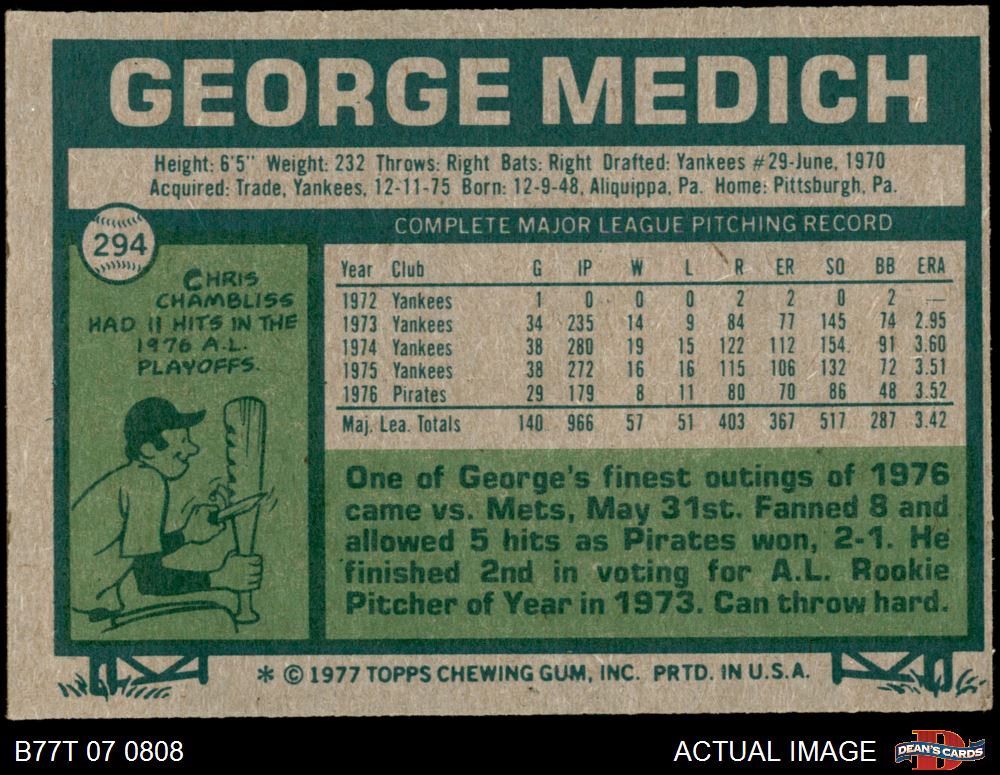 GEORGE MEDICH
Height: 6'5" Weight: 232 Throws: Right Bats: Right Drafted: Yankees #29-June, 1970
Acquired: Trade, Yankees, 12-11-75 Born: 12-9-48, Aliquippa, Pa. Home: Pittsburgh, Pa.
294
CHRIS
CHAMBLISS
HAD 11 HITS IN THE
1976 A.L.
PLAYOFFS.
COMPLETE MAJOR LEAGUE PITCHING RECORD
Year Club G IP W L R ER SO BB ERA
1972 Yankees 1 0 0 0 2 2 0 2 —
1973 Yankees 34 235 14 9 84 77 145 74 2.95
1974 Yankees 38 280 19 15 122 112 154 91 3.60
1975 Yankees 38 272 16 16 115 106 132 72 3.51
1976 Pirates 29 179 8 11 80 70 86 48 3.52
Maj. Lea. Totals 140 966 57 51 403 367 517 287 3.42
One of George's finest outings of 1976
came vs. Mets, May 31st. Fanned 8 and
allowed 5 hits as Pirates won, 2-1. He
finished 2nd in voting for A.L. Rookie
Pitcher of Year in 1973. Can throw hard.
* © 1977 TOPPS CHEWING GUM, INC. PRTD. IN U.S.A.
B77T 07 0808
ACTUAL IMAGE
B
DEAN'S CARDS